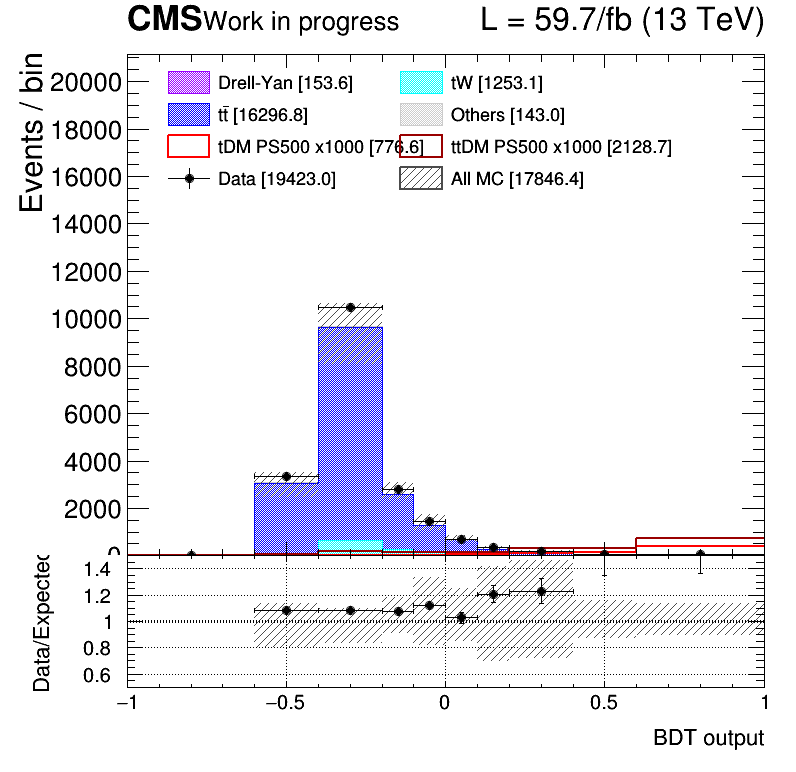 CMS Work in progress L = 59.7/fb (13 TeV)
Events / bin
20000
18000
16000
14000
12000
10000
8000
6000
4000
2000
0
Drell-Yan [153.6] tW [1253.1]
tt̄ [16296.8] Others [143.0]
tDM PS500 x1000 [776.6] ttDM PS500 x1000 [2128.7]
Data [19423.0] All MC [17846.4]
Data/Expected
1.4
1.2
1
0.8
0.6
−1 −0.5 0 0.5 1
BDT output